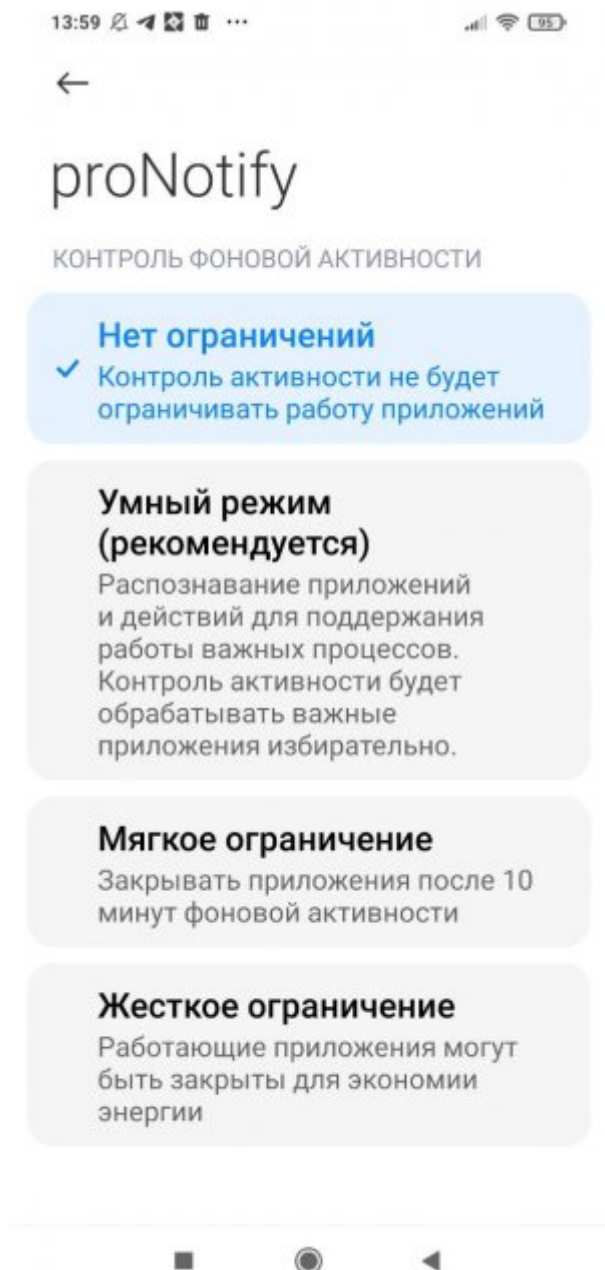 13:59 ... 95
proNotify
КОНТРОЛЬ ФОНОВОЙ АКТИВНОСТИ
Нет ограничений
Контроль активности не будет
ограничивать работу приложений
Умный режим
(рекомендуется)
Распознавание приложений
и действий для поддержания
работы важных процессов.
Контроль активности будет
обрабатывать важные
приложения избирательно.
Мягкое ограничение
Закрывать приложения после 10
минут фоновой активности
Жесткое ограничение
Работающие приложения могут
быть закрыты для экономии
энергии